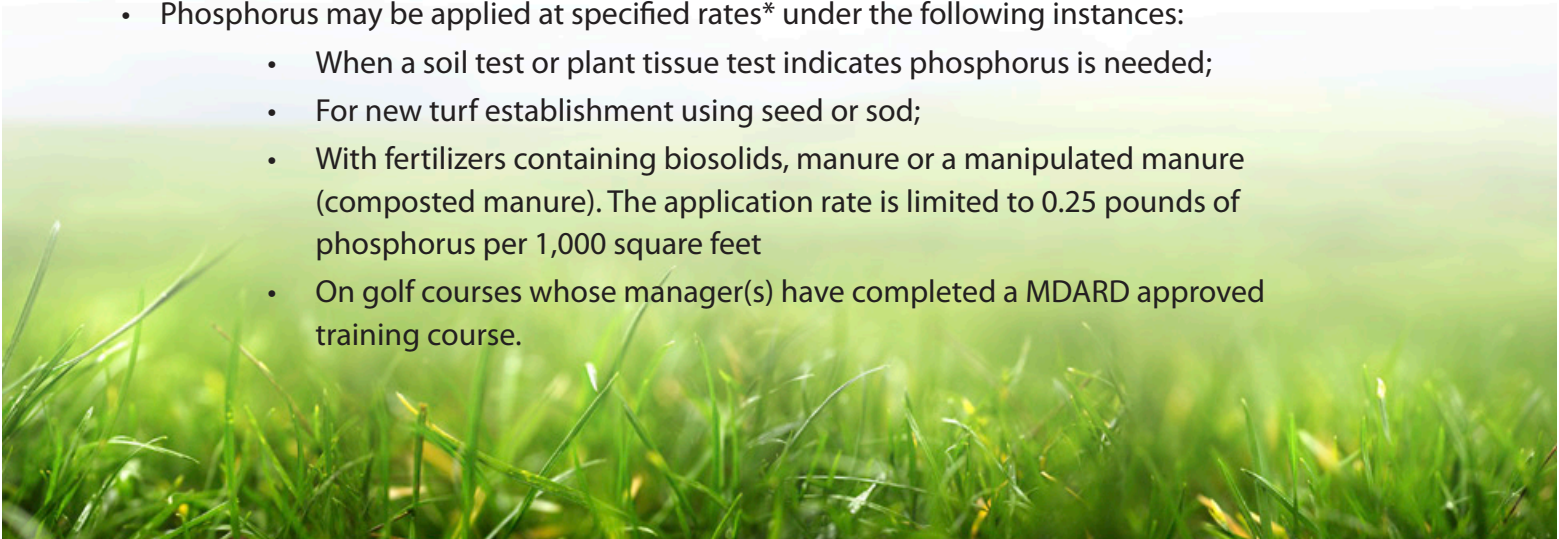 • Phosphorus may be applied at specified rates* under the following instances:
• When a soil test or plant tissue test indicates phosphorus is needed;
• For new turf establishment using seed or sod;
• With fertilizers containing biosolids, manure or a manipulated manure
(composted manure). The application rate is limited to 0.25 pounds of
phosphorus per 1,000 square feet
• On golf courses whose manager(s) have completed a MDARD approved
training course.